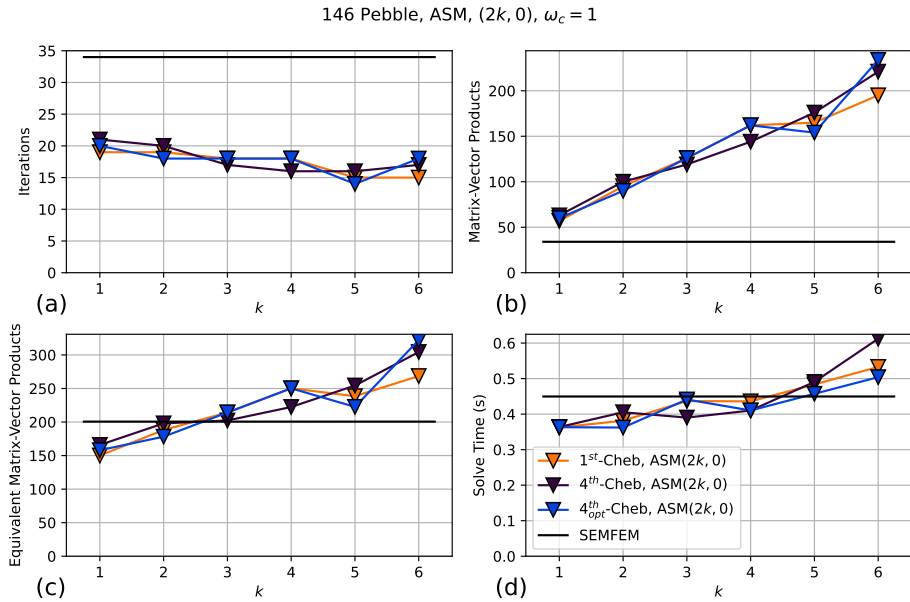 146 Pebble, ASM, (2k, 0), ω_c = 1
35
30
25
20
15
10
5
0
Iterations
1 2 3 4 5 6
k
(a)
200
150
100
50
0
Matrix-Vector Products
1 2 3 4 5 6
k
(b)
300
250
200
150
100
50
0
Equivalent Matrix-Vector Products
1 2 3 4 5 6
k
(c)
0.6
0.5
0.4
0.3
0.2
0.1
0.0
Solve Time (s)
1^{st}-Cheb, ASM(2k, 0)
4^{th}-Cheb, ASM(2k, 0)
4^{th}_{opt}-Cheb, ASM(2k, 0)
SEMFEM
1 2 3 4 5 6
k
(d)